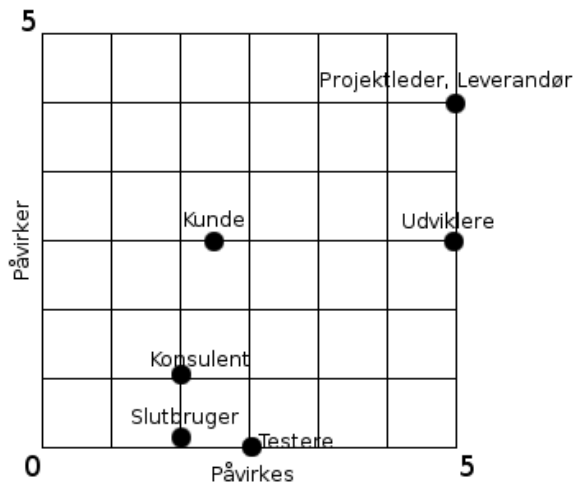 5
Projektleder, Leverandør
Kunde
Udviklere
Påvirker
Konsulent
Slutbruger
Testere
0
Påvirkes
5